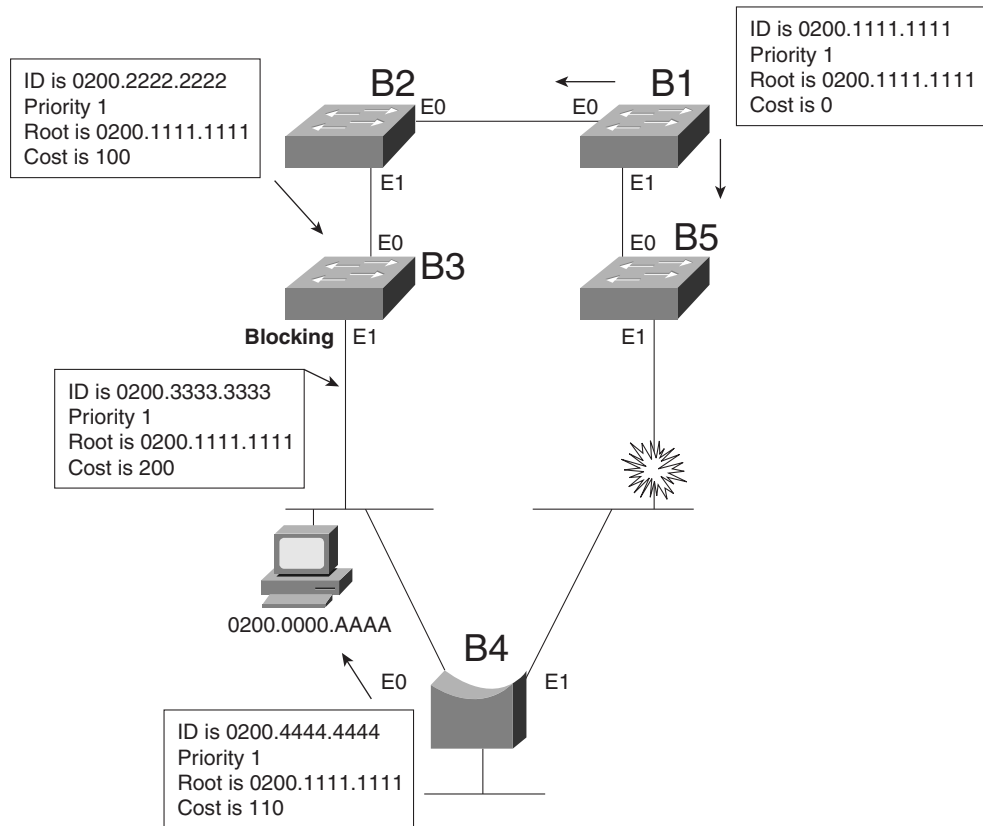 ID is 0200.1111.1111
Priority 1
Root is 0200.1111.1111
Cost is 0
ID is 0200.2222.2222
Priority 1
Root is 0200.1111.1111
Cost is 100
B2
B1
E0
E0
E1
E1
E0
B3
E0
B5
Blocking
E1
E1
ID is 0200.3333.3333
Priority 1
Root is 0200.1111.1111
Cost is 200
0200.0000.AAAA
B4
E0
E1
ID is 0200.4444.4444
Priority 1
Root is 0200.1111.1111
Cost is 110